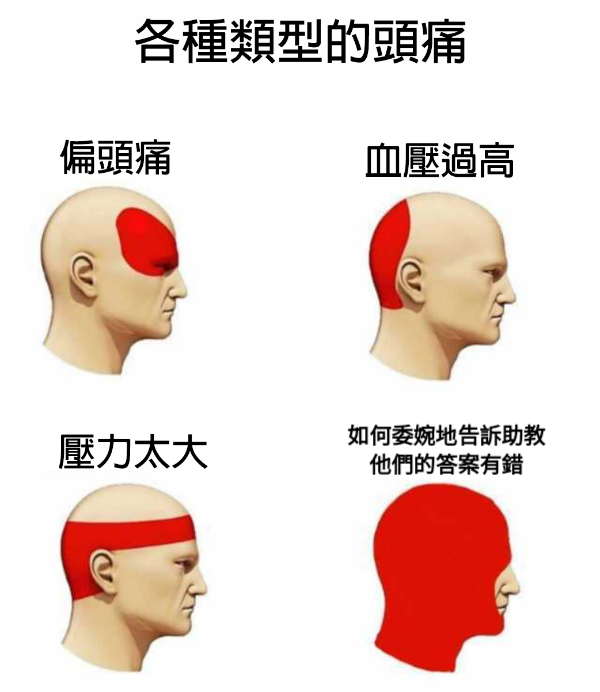 各種類型的頭痛
偏頭痛
血壓過高
壓力太大
如何委婉地告訴助教
他們的答案有錯